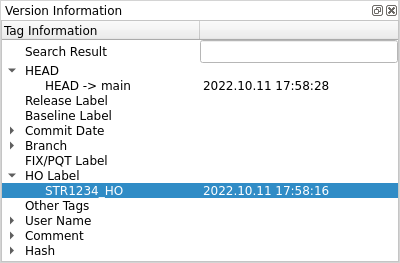 Version Information
Tag Information
Search Result
HEAD
HEAD -> main 2022.10.11 17:58:28
Release Label
Baseline Label
Commit Date
Branch
FIX/PQT Label
HO Label
STR1234_HO 2022.10.11 17:58:16
Other Tags
User Name
Comment
Hash